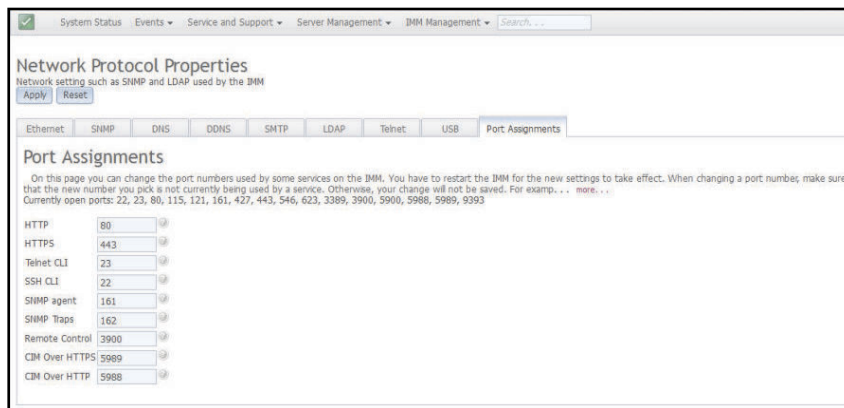 System Status Events Service and Support Server Management IMM Management Search...
Network Protocol Properties
Network setting such as SNMP and LDAP used by the IMM
Apply Reset
Ethernet SNMP DNS DDNS SMTP LDAP Telnet USB Port Assignments
Port Assignments
On this page you can change the port numbers used by some services on the IMM. You have to restart the IMM for the new settings to take effect. When changing a port number, make sure
that the new number you pick is not currently being used by a service. Otherwise, your change will not be saved. For examp... more...
Currently open ports: 22, 23, 80, 115, 121, 161, 427, 443, 546, 623, 3389, 3900, 5900, 5988, 5989, 9393
HTTP 80
HTTPS 443
Telnet CLI 23
SSH CLI 22
SNMP agent 161
SNMP Traps 162
Remote Control 3900
CIM Over HTTPS 5989
CIM Over HTTP 5988